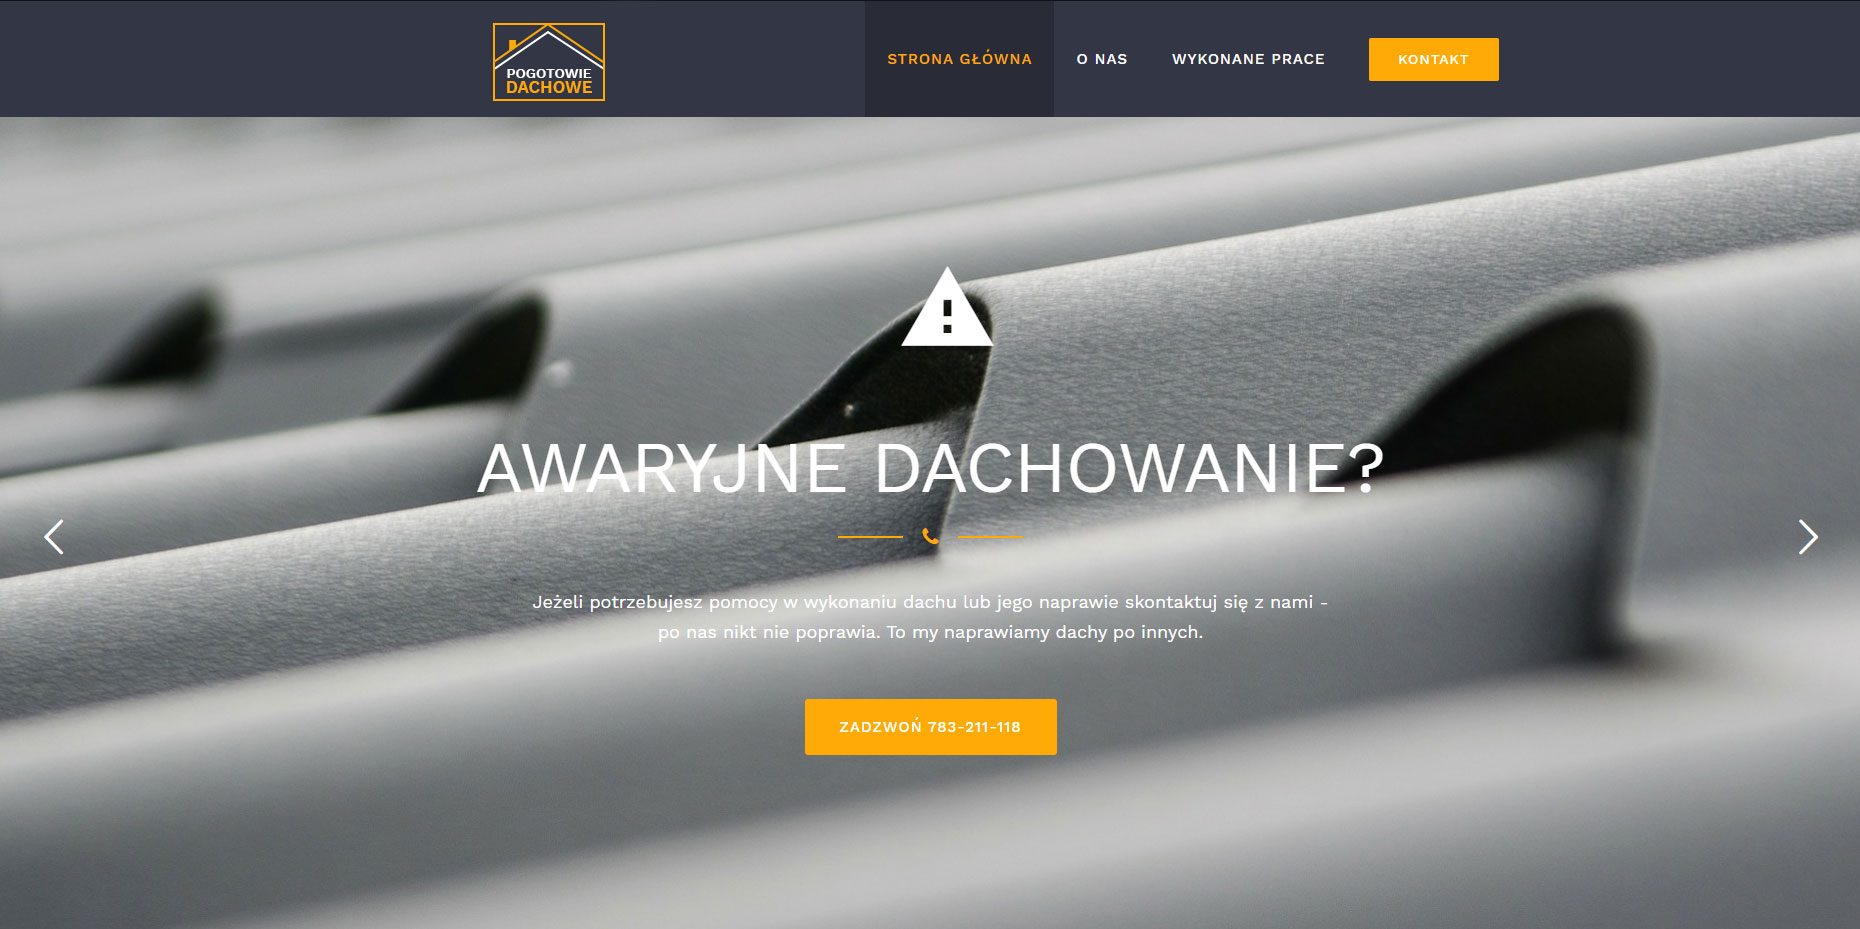 POGOTOWIE
DACHOWE
STRONA GŁÓWNA
O NAS
WYKONANE PRACE
KONTAKT
AWARYJNE DACHOWANIE?
Jeżeli potrzebujesz pomocy w wykonaniu dachu lub jego naprawie skontaktuj się z nami -
po nas nikt nie poprawia. To my naprawiamy dachy po innych.
ZADZWOŃ 783-211-118